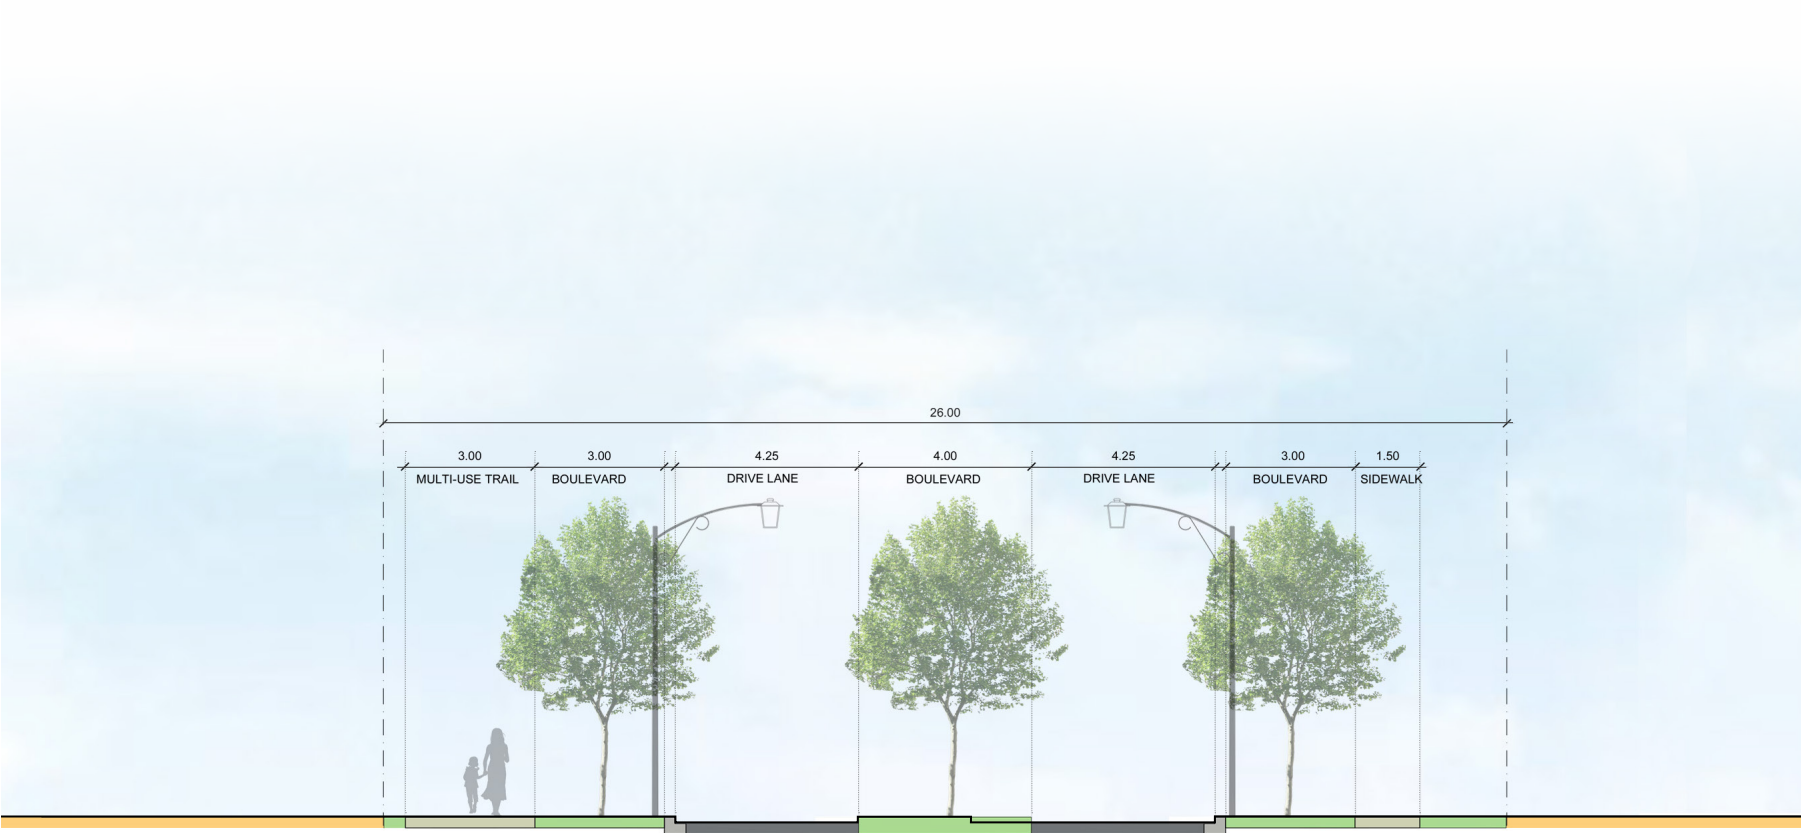 26.00
3.00 3.00 4.25 4.00 4.25 3.00 1.50
MULTI-USE TRAIL BOULEVARD DRIVE LANE BOULEVARD DRIVE LANE BOULEVARD SIDEWALK